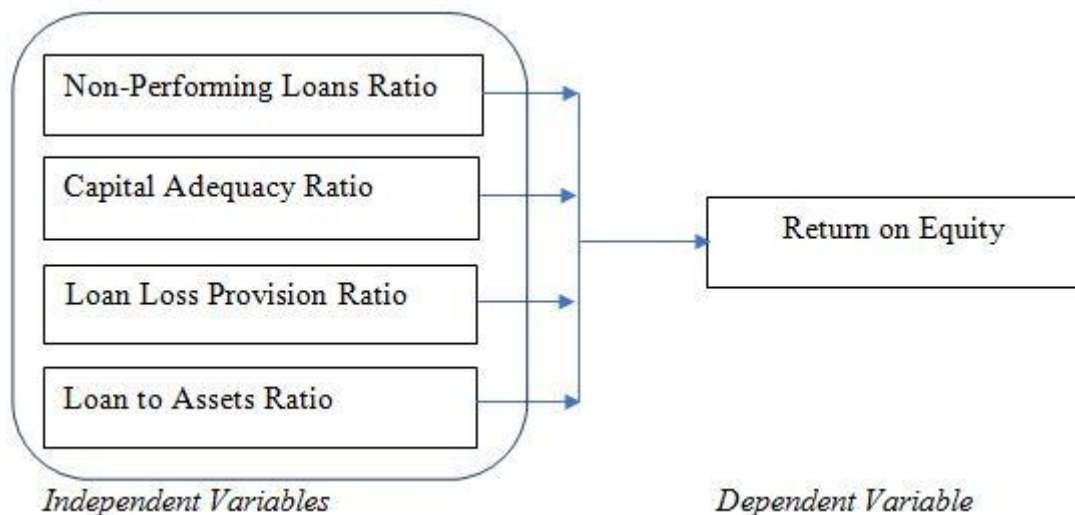 Non-Performing Loans Ratio
Capital Adequacy Ratio
Loan Loss Provision Ratio
Loan to Assets Ratio
Return on Equity
Independent Variables
Dependent Variable